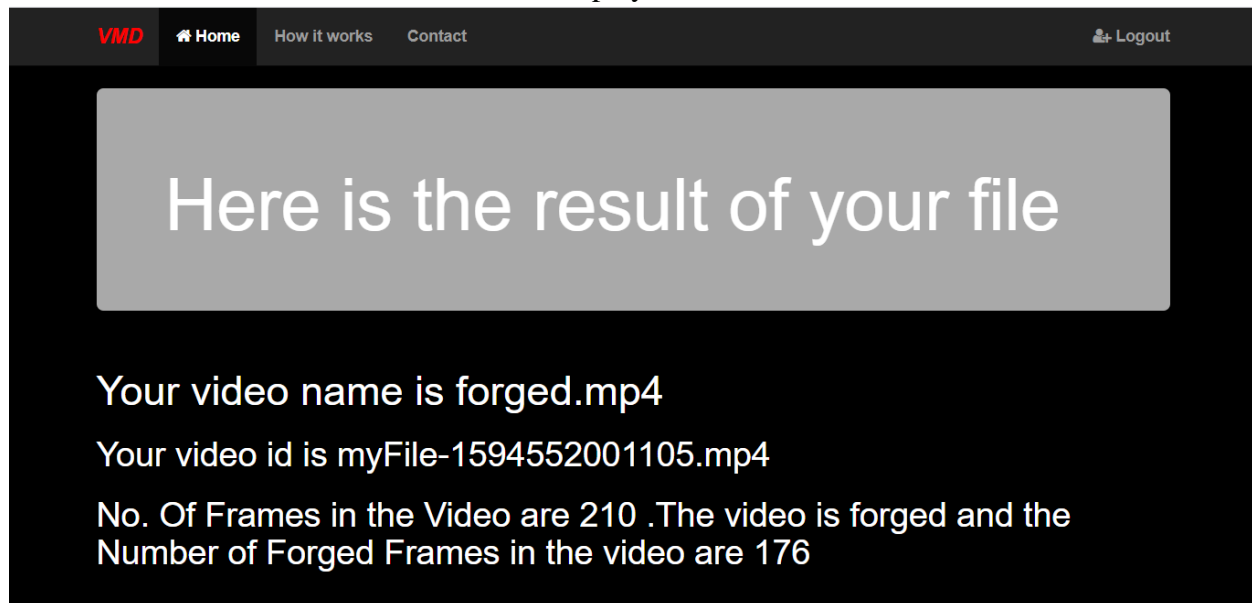 VMD Home How it works Contact Logout
Here is the result of your file
Your video name is forged.mp4
Your video id is myFile-1594552001105.mp4
No. Of Frames in the Video are 210 .The video is forged and the
Number of Forged Frames in the video are 176